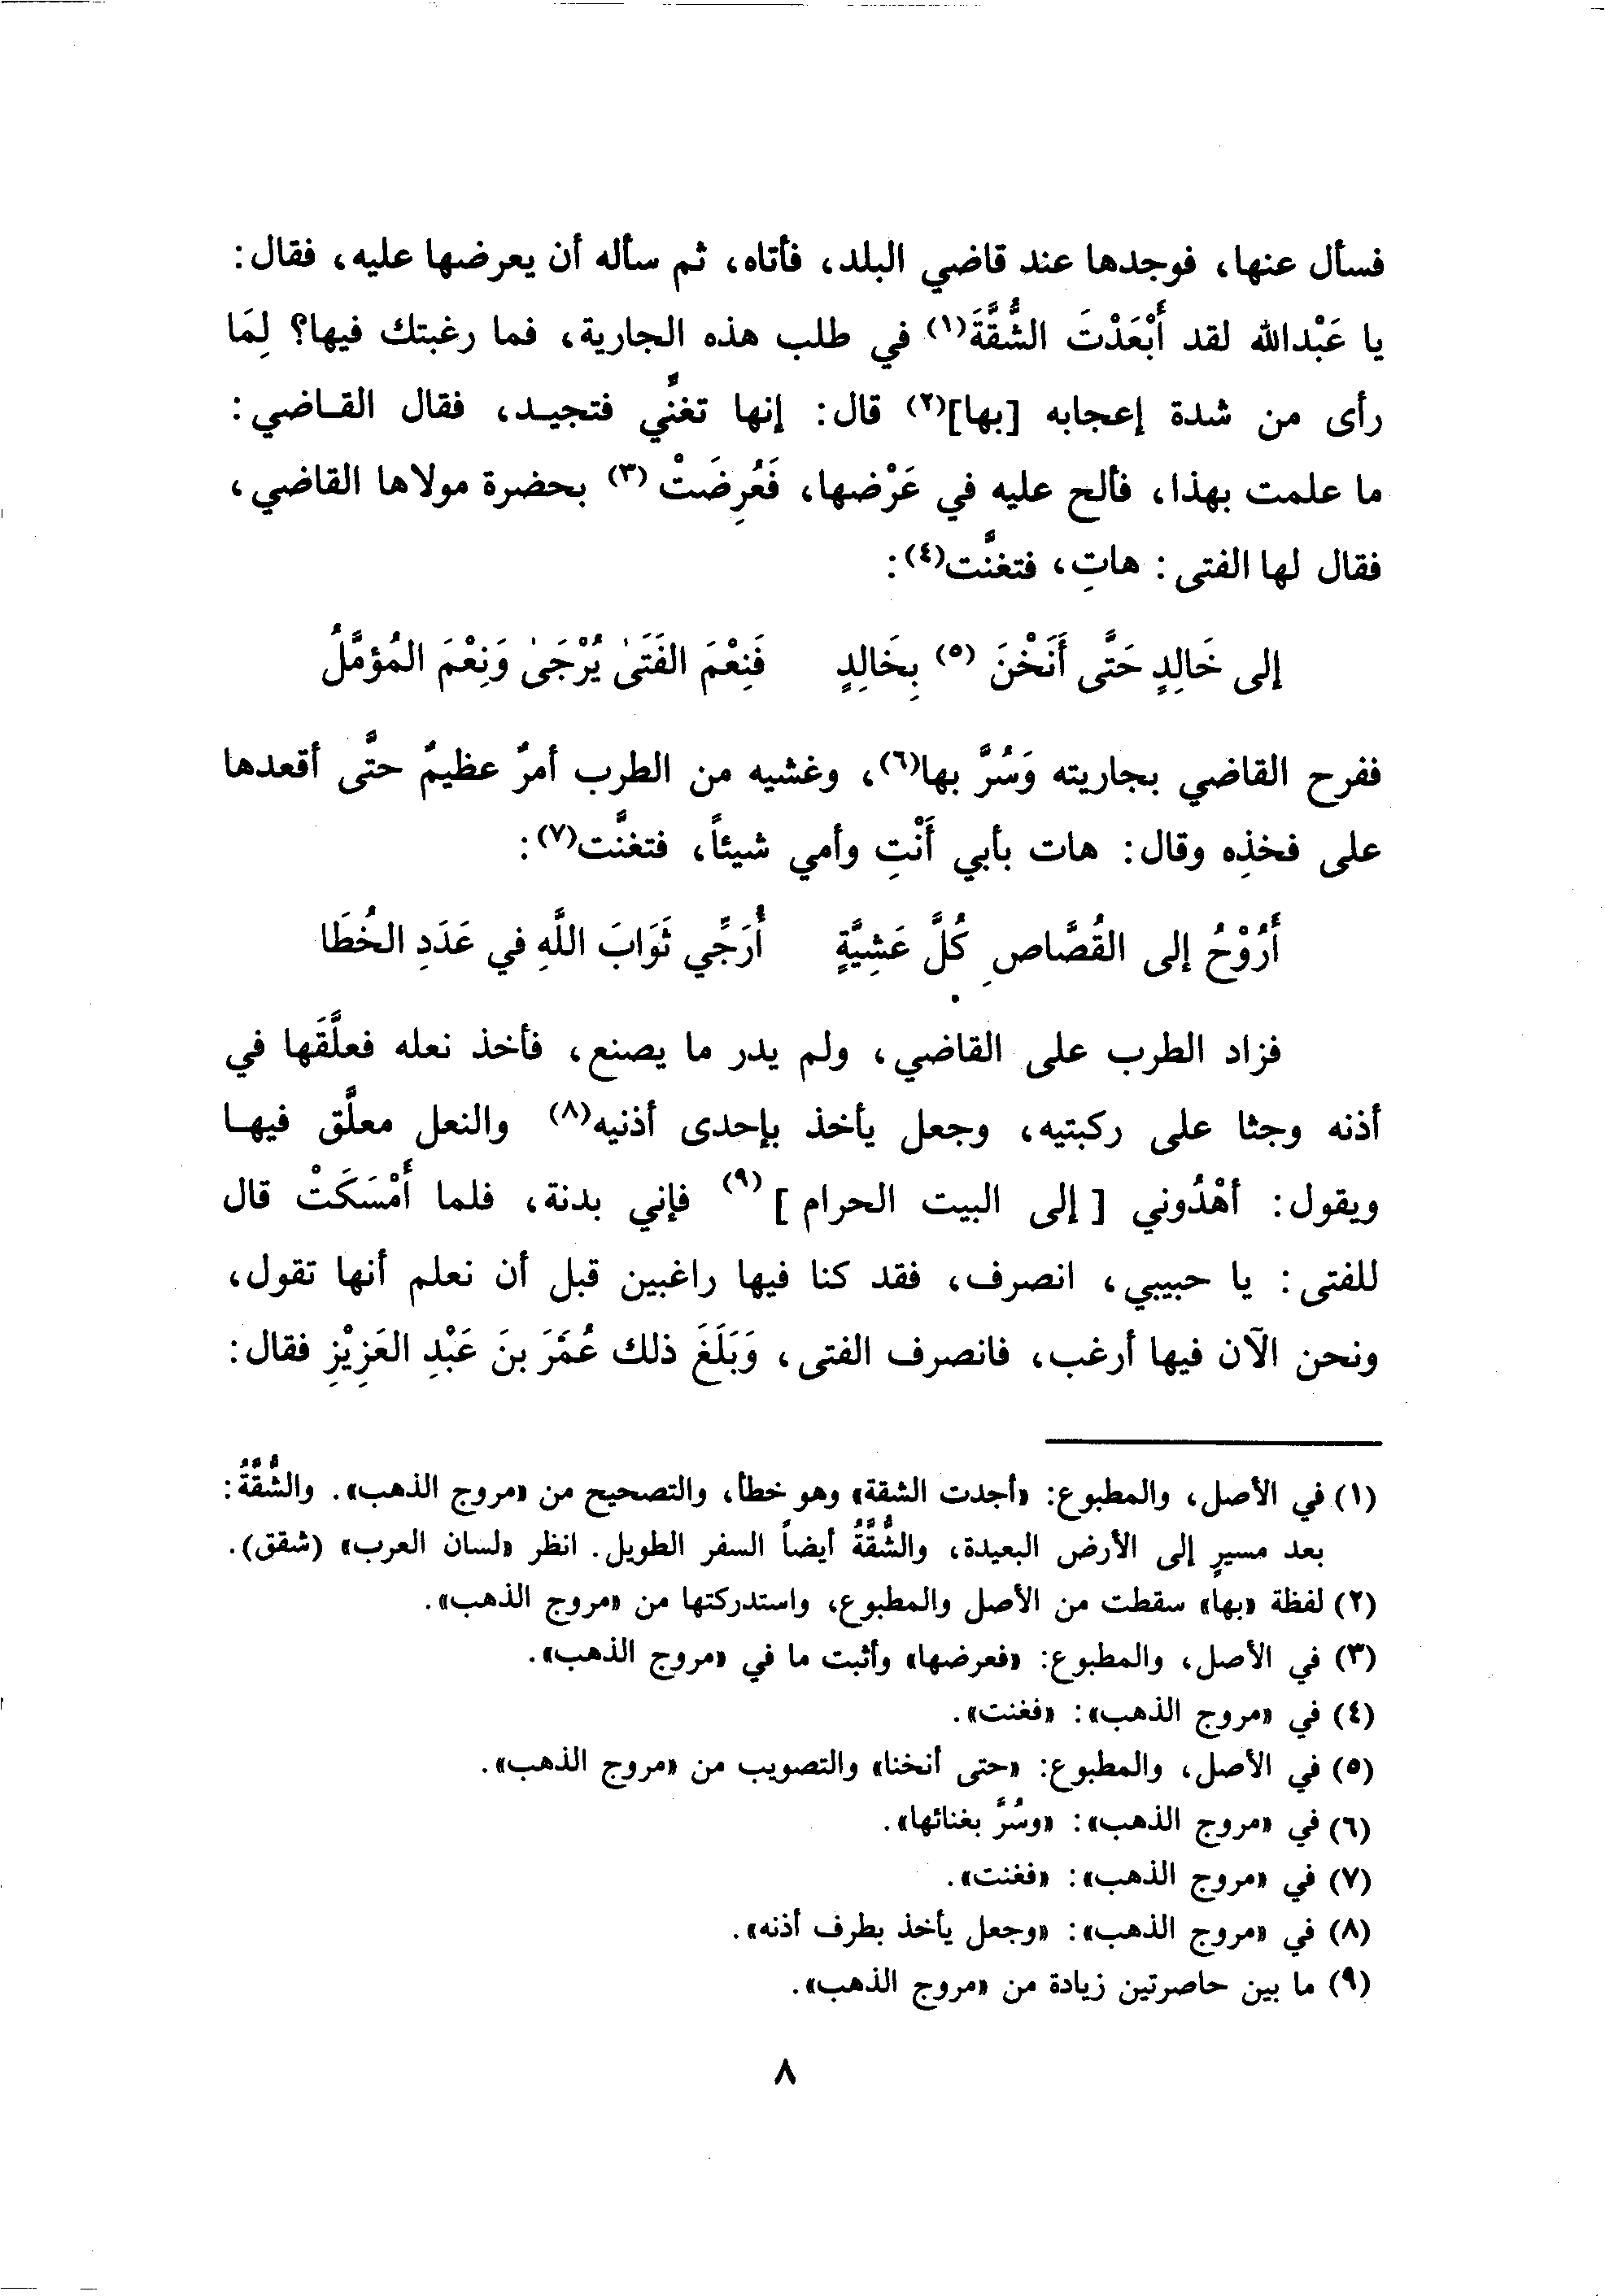 فسأل عنها، فوجدها عند قاضي البلد، فأتاه، ثم سأله أن يعرضها عليه، فقال:
يا عَبْدالله لقد أَبْعَدْتَ الشُّقَّةَ(١) في طلب هذه الجارية، فما رغبتك فيها؟ لِمَا
رأى من شدة إعجابه [بها](٢) قال: إنها تغنّي فتجيد، فقال القاضي:
ما علمت بهذا، فألح عليه في عَرْضها، فَعُرِضَتْ(٣) بحضرة مولاها القاضي،
فقال لها الفتى: هاتِ، فتغنَّت(٤):
إلى خَالِدٍ حَتَّى أَنَخْنَ(٥) بِخَالِدٍ فَنِعْمَ الفَتَىٰ يُرْجَىٰ وَنِعْمَ المُؤمَّلُ
ففرح القاضي بجاريته وَسُرَّ بها(٦)، وغشيه من الطرب أمرٌ عظيمٌ حتَّى أقعدها
على فخذِه وقال: هات بأبي أَنْتِ وأمي شيئاً، فتغنَّت(٧):
أَرُوْحُ إلى القُصَّاصِ كُلَّ عَشِيَّةٍ أُرَجِّي ثَوَابَ اللَّهِ في عَدَدِ الخُطَا
فزاد الطرب على القاضي، ولم يدر ما يصنع، فأخذ نعله فعلَّقَها في
أذنه وجثا على ركبتيه، وجعل يأخذ بإحدى أذنيه(٨) والنعل معلَّق فيها
ويقول: أهْدُوني [إلى البيت الحرام](٩) فإني بدنة، فلما أَمْسَكَتْ قال
للفتى: يا حبيبي، انصرف، فقد كنا فيها راغبين قبل أن نعلم أنها تقول،
ونحن الآن فيها أرغب، فانصرف الفتى، وَبَلَغَ ذلك عُمَرَ بنَ عَبْدِ العَزِيْزِ فقال:
(١) في الأصل، والمطبوع: «أجدت الشقة» وهو خطأ، والتصحيح من «مروج الذهب». والشُّقَّةُ:
بعد مسيرٍ إلى الأرض البعيدة، والشُّقَّةُ أيضاً السفر الطويل. انظر «لسان العرب» (شقق).
(٢) لفظة «بها» سقطت من الأصل والمطبوع، واستدركتها من «مروج الذهب».
(٣) في الأصل، والمطبوع: «فعرضها» وأثبت ما في «مروج الذهب».
(٤) في «مروج الذهب»: «فغنت».
(٥) في الأصل، والمطبوع: «حتى أنخنا» والتصويب من «مروج الذهب».
(٦) في «مروج الذهب»: «وسُرَّ بغنائها».
(٧) في «مروج الذهب»: «فغنت».
(٨) في «مروج الذهب»: «وجعل يأخذ بطرف أذنه».
(٩) ما بين حاصرتين زيادة من «مروج الذهب».
٨